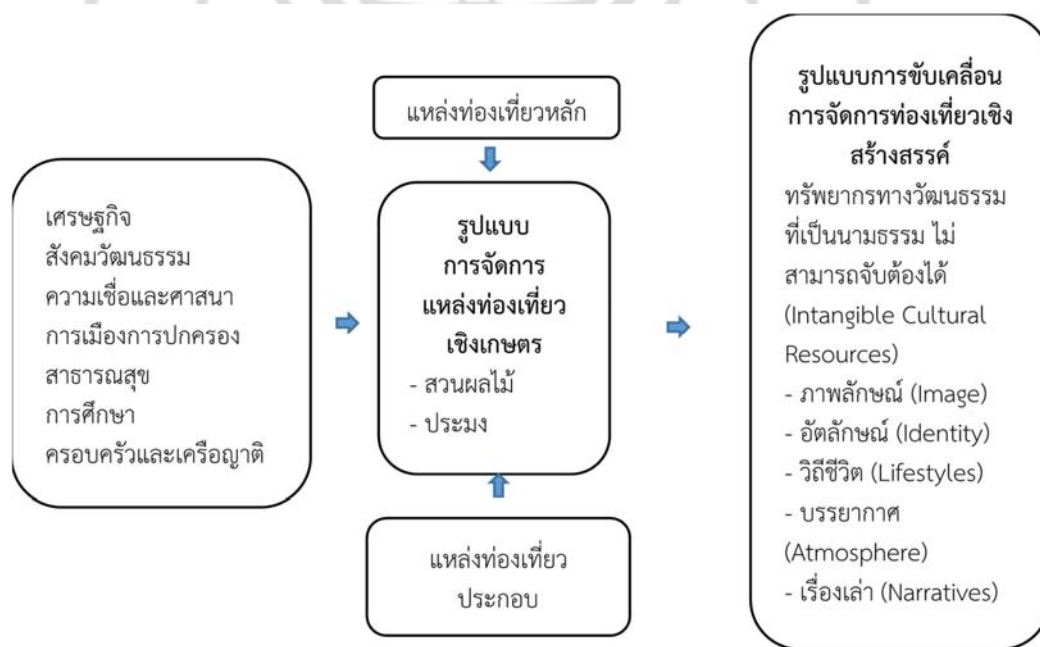 เศรษฐกิจ
สังคมวัฒนธรรม
ความเชื่อและศาสนา
การเมืองการปกครอง
สาธารณสุข
การศึกษา
ครอบครัวและเครือญาติ
แหล่งท่องเที่ยวหลัก
รูปแบบ
การจัดการ
แหล่งท่องเที่ยว
เชิงเกษตร
- สวนผลไม้
- ประมง
แหล่งท่องเที่ยว
ประกอบ
รูปแบบการขับเคลื่อน
การจัดการท่องเที่ยวเชิง
สร้างสรรค์
ทรัพยากรทางวัฒนธรรม
ที่เป็นนามธรรม ไม่
สามารถจับต้องได้
(Intangible Cultural
Resources)
- ภาพลักษณ์ (Image)
- อัตลักษณ์ (Identity)
- วิถีชีวิต (Lifestyles)
- บรรยากาศ
(Atmosphere)
- เรื่องเล่า (Narratives)